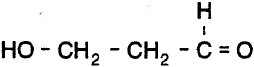 H
HO - CH₂ - CH₂ - C = O